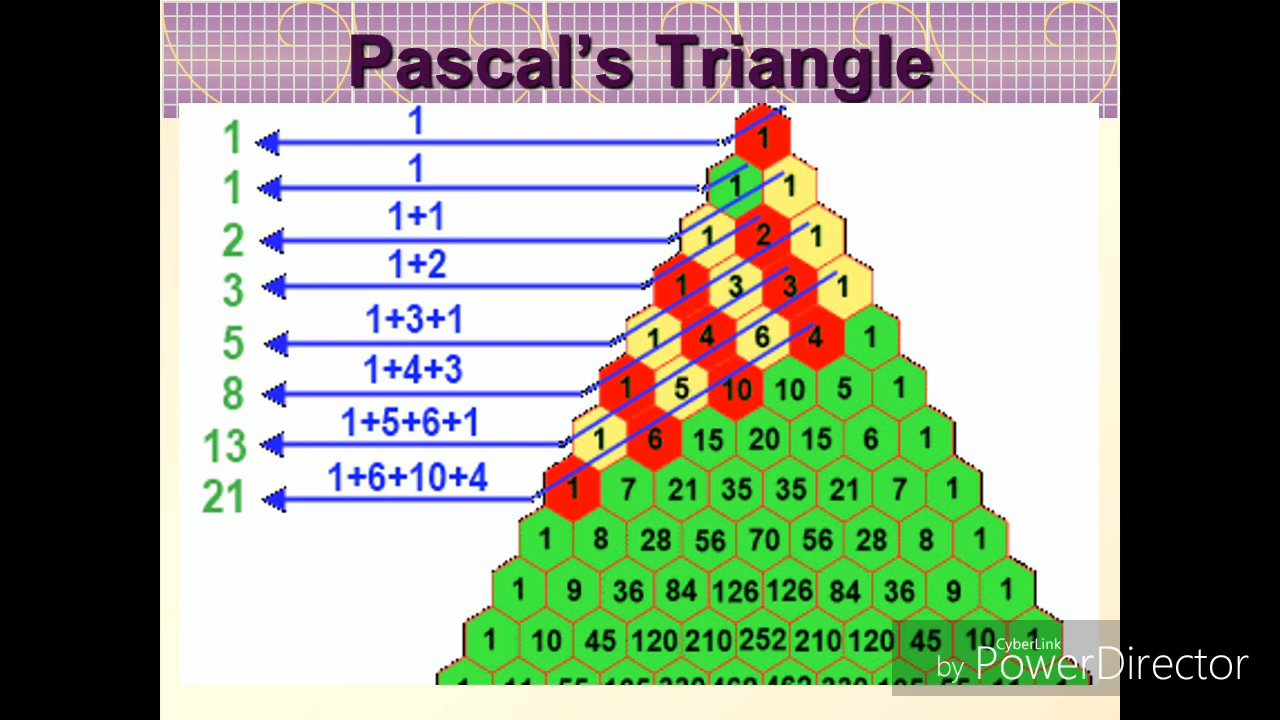 Pascal's Triangle
1
1
1
1
1
1 1
1+1
2
1 2 1
1+2
3
1 3 3 1
1+3+1
5
1 4 6 4 1
1+4+3
8
1 5 10 10 5 1
1+5+6+1
13
1 6 15 20 15 6 1
1+6+10+4
21
1 7 21 35 35 21 7 1
1 8 28 56 70 56 28 8 1
1 9 36 84 126 126 84 36 9 1
1 10 45 120 210 252 210 120 45 10 1
CyberLink
by PowerDirector